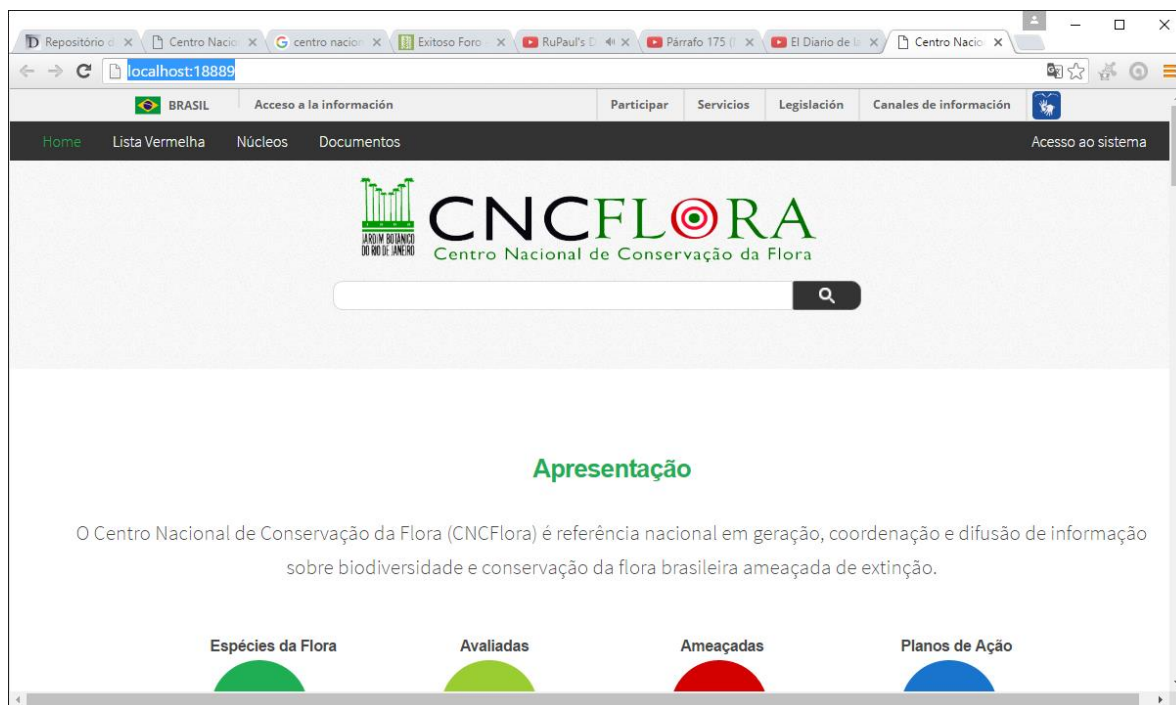 Repositório d
Centro Nacio
centro nacion
Exitoso Foro
RuPaul's D
Párrafo 175 (
El Diario de la
Centro Nacio
localhost:18889
BRASIL Acceso a la información Participar Servicios Legislación Canales de información
Home Lista Vermelha Núcleos Documentos Acesso ao sistema
JARDIM BOTÂNICO
DO RIO DE JANEIRO
CNCFLORA
Centro Nacional de Conservação da Flora
Apresentação
O Centro Nacional de Conservação da Flora (CNCFlora) é referência nacional em geração, coordenação e difusão de informação
sobre biodiversidade e conservação da flora brasileira ameaçada de extinção.
Espécies da Flora Avaliadas Ameaçadas Planos de Ação